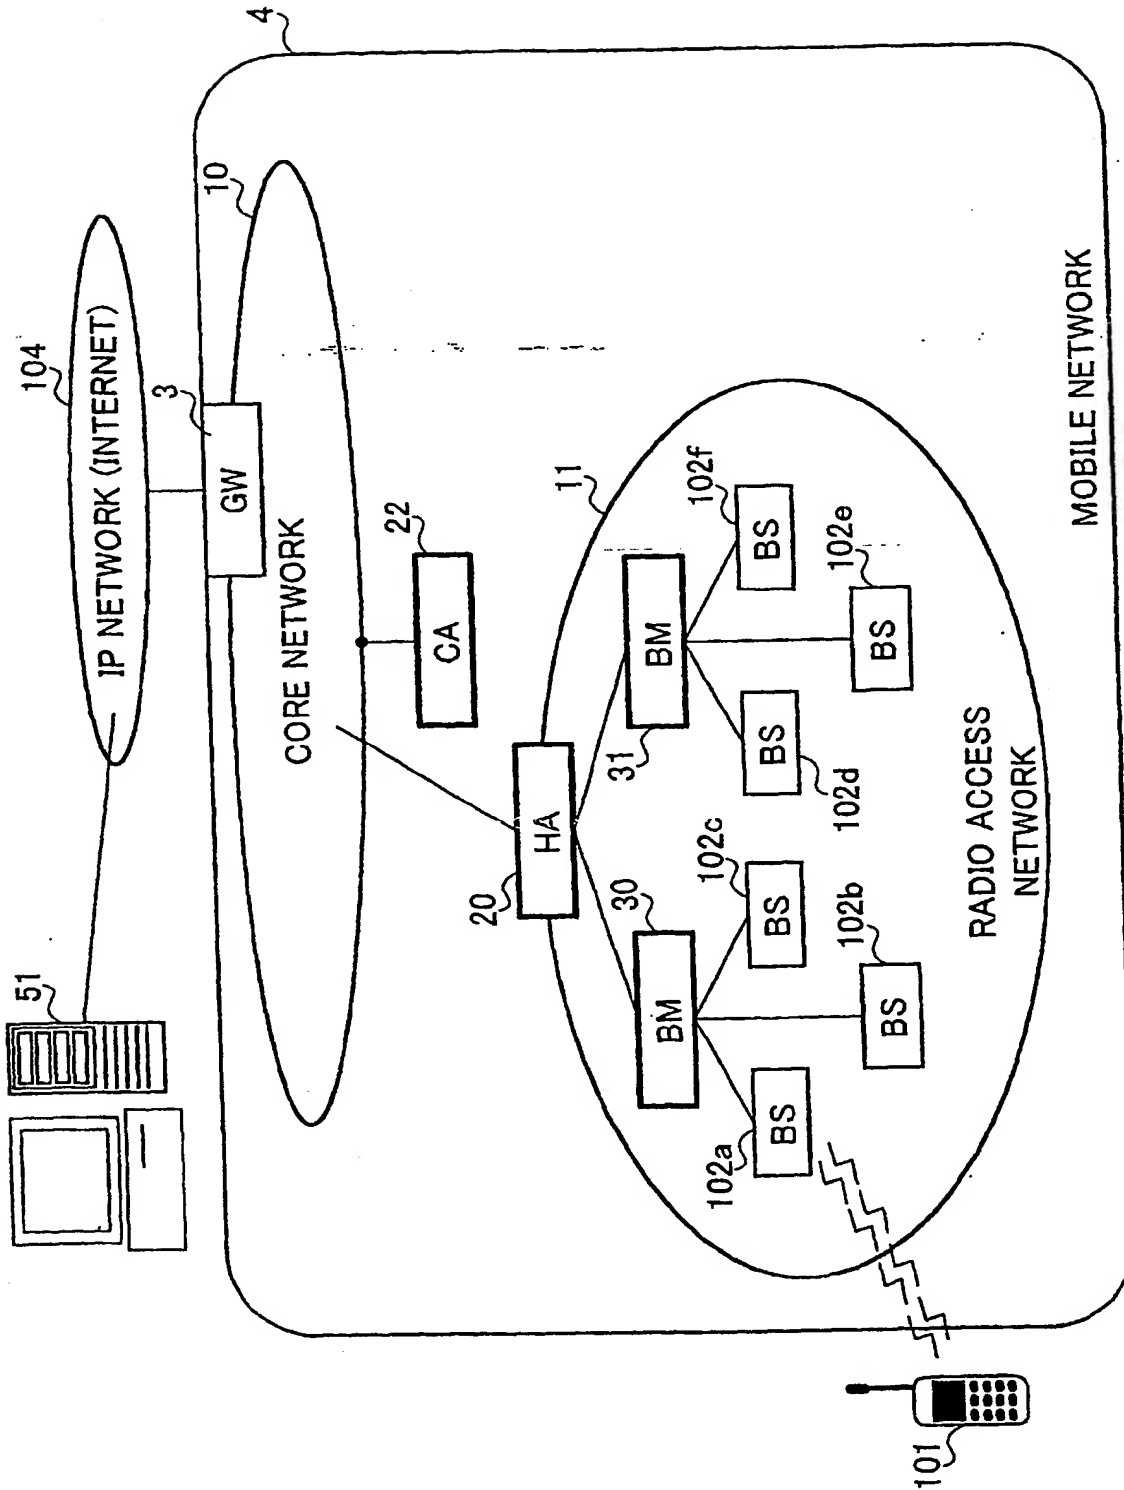 51
104
IP NETWORK (INTERNET)
4
3
GW
10
CORE NETWORK
22
CA
20
HA
11
30
BM
31
BM
102a
BS
102c
BS
BS
102d
102f
BS
102b
BS
102e
BS
RADIO ACCESS
NETWORK
MOBILE NETWORK
101